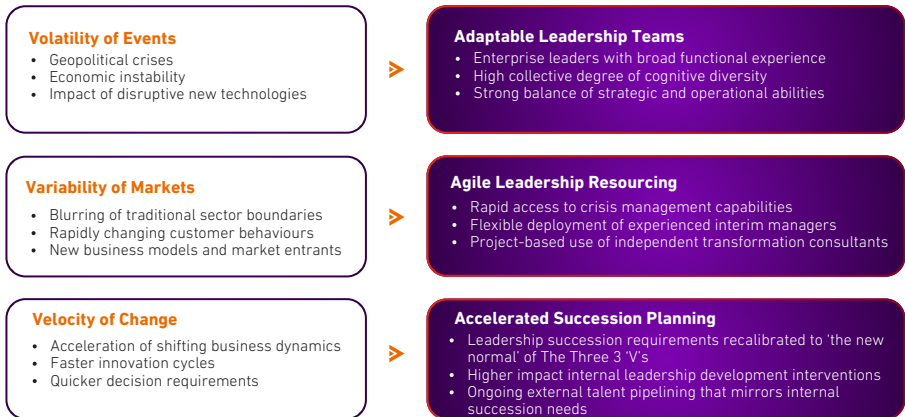 Volatility of Events
• Geopolitical crises
• Economic instability
• Impact of disruptive new technologies
Adaptable Leadership Teams
• Enterprise leaders with broad functional experience
• High collective degree of cognitive diversity
• Strong balance of strategic and operational abilities
Variability of Markets
• Blurring of traditional sector boundaries
• Rapidly changing customer behaviours
• New business models and market entrants
Agile Leadership Resourcing
• Rapid access to crisis management capabilities
• Flexible deployment of experienced interim managers
• Project-based use of independent transformation consultants
Velocity of Change
• Acceleration of shifting business dynamics
• Faster innovation cycles
• Quicker decision requirements
Accelerated Succession Planning
• Leadership succession requirements recalibrated to ‘the new
normal’ of The Three 3 ‘V’s
• Higher impact internal leadership development interventions
• Ongoing external talent pipelining that mirrors internal
succession needs